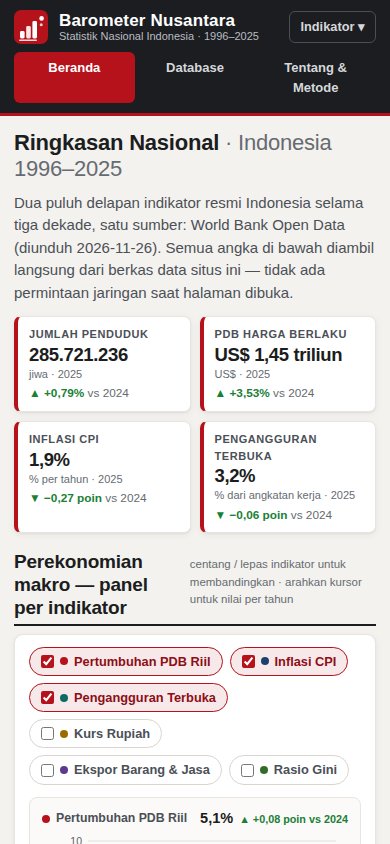 Barometer Nusantara
Statistik Nasional Indonesia · 1996–2025
Indikator ▾
Beranda
Database
Tentang &
Metode
Ringkasan Nasional · Indonesia
1996–2025
Dua puluh delapan indikator resmi Indonesia selama
tiga dekade, satu sumber: World Bank Open Data
(diunduh 2026-11-26). Semua angka di bawah diambil
langsung dari berkas data situs ini — tidak ada
permintaan jaringan saat halaman dibuka.
JUMLAH PENDUDUK
285.721.236
jiwa · 2025
▲ +0,79% vs 2024
PDB HARGA BERLAKU
US$ 1,45 triliun
US$ · 2025
▲ +3,53% vs 2024
INFLASI CPI
1,9%
% per tahun · 2025
▼ −0,27 poin vs 2024
PENGANGGURAN
TERBUKA
3,2%
% dari angkatan kerja · 2025
▼ −0,06 poin vs 2024
Perekonomian
makro — panel
per indikator
centang / lepas indikator untuk
membandingkan · arahkan kursor
untuk nilai per tahun
Pertumbuhan PDB Riil
Inflasi CPI
Pengangguran Terbuka
Kurs Rupiah
Ekspor Barang & Jasa
Rasio Gini
Pertumbuhan PDB Riil 5,1% ▲ +0,08 poin vs 2024
10